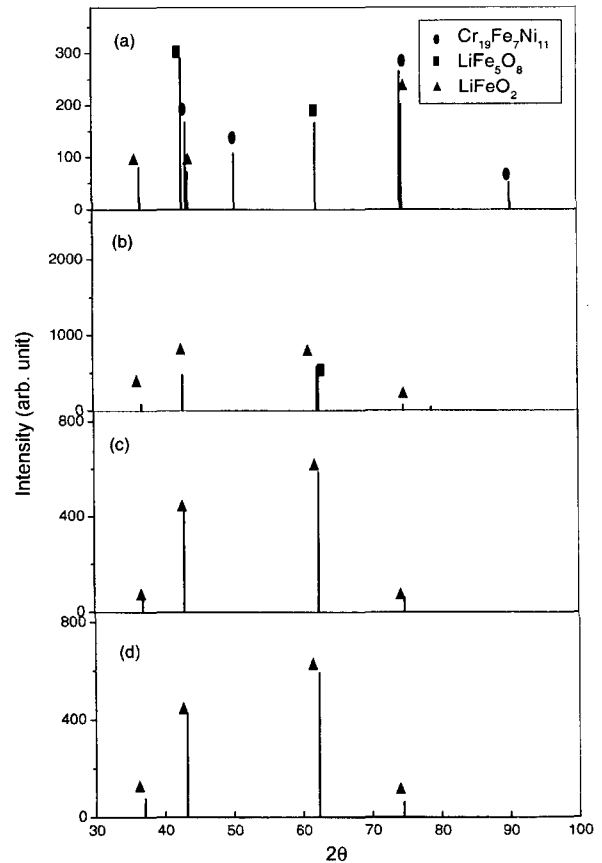 (a)
Cr₁₉Fe₇Ni₁₁
LiFe₅O₈
LiFeO₂
300
200
100
0
(b)
2000
1000
0
(c)
800
400
0
(d)
800
400
0
30 40 50 60 70 80 90 100
2θ
Intensity (arb. unit)